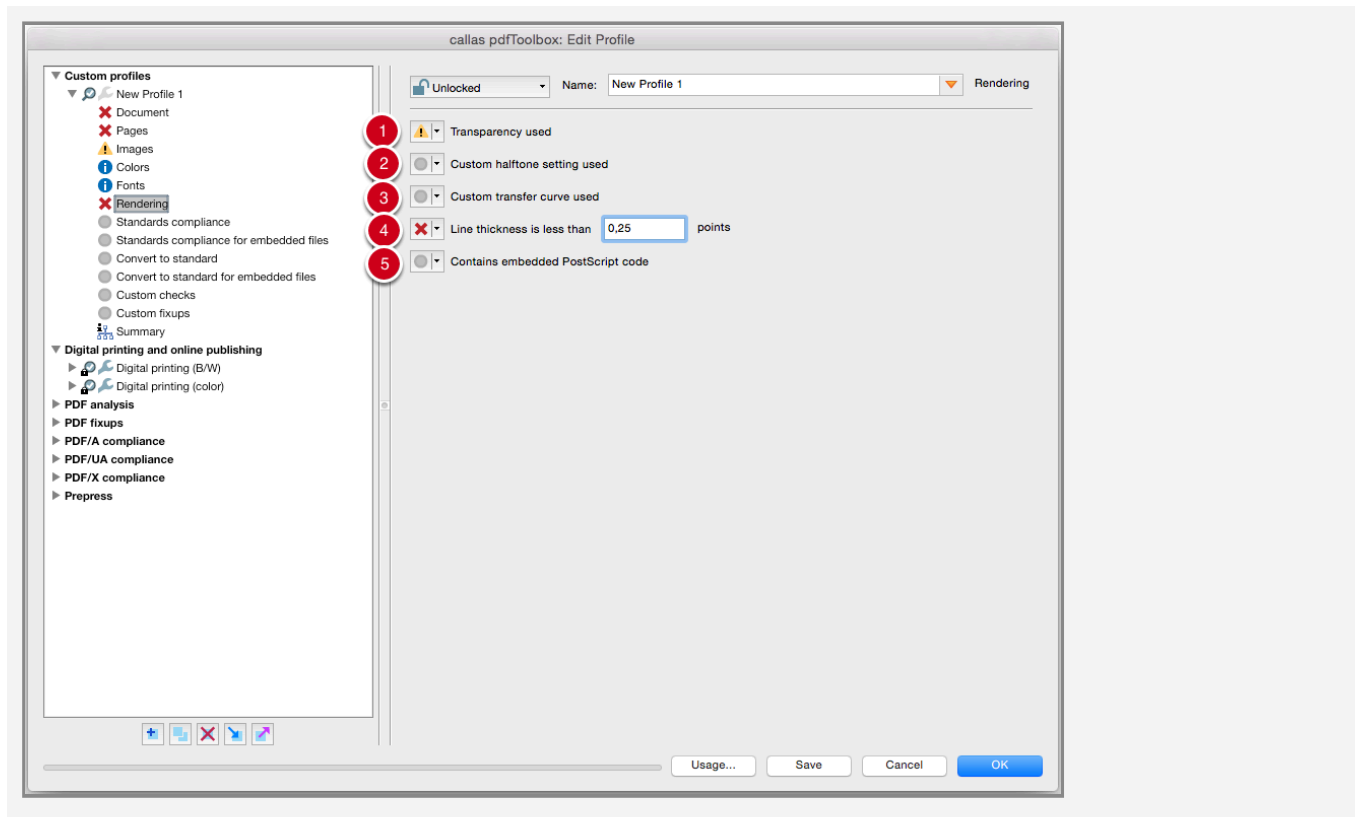 callas pdfToolbox: Edit Profile
Custom profiles
New Profile 1
Document
Pages
Images
Colors
Fonts
Rendering
Standards compliance
Standards compliance for embedded files
Convert to standard
Convert to standard for embedded files
Custom checks
Custom fixups
Summary
Digital printing and online publishing
Digital printing (B/W)
Digital printing (color)
PDF analysis
PDF fixups
PDF/A compliance
PDF/UA compliance
PDF/X compliance
Prepress
Unlocked Name: New Profile 1 Rendering
1 Transparency used
2 Custom halftone setting used
3 Custom transfer curve used
4 Line thickness is less than 0,25 points
5 Contains embedded PostScript code
Usage... Save Cancel OK